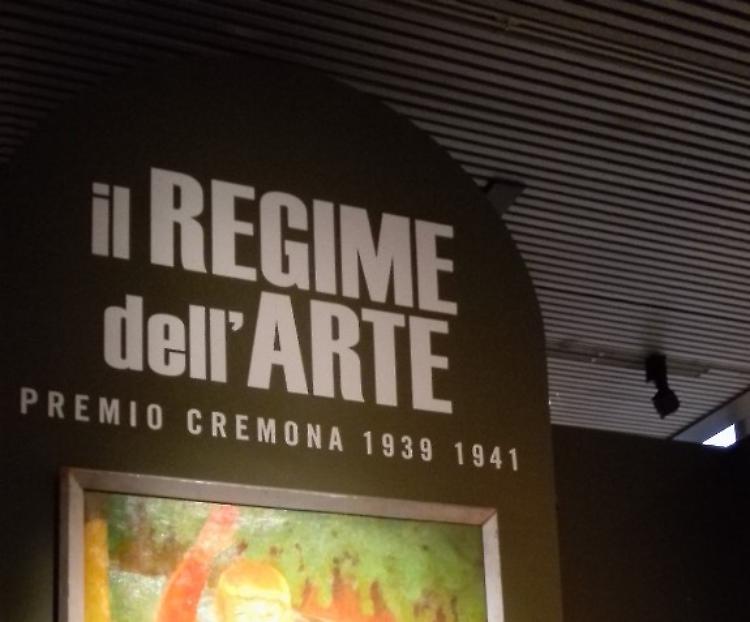 il REGIME
dell'ARTE
PREMIO CREMONA 1939 1941